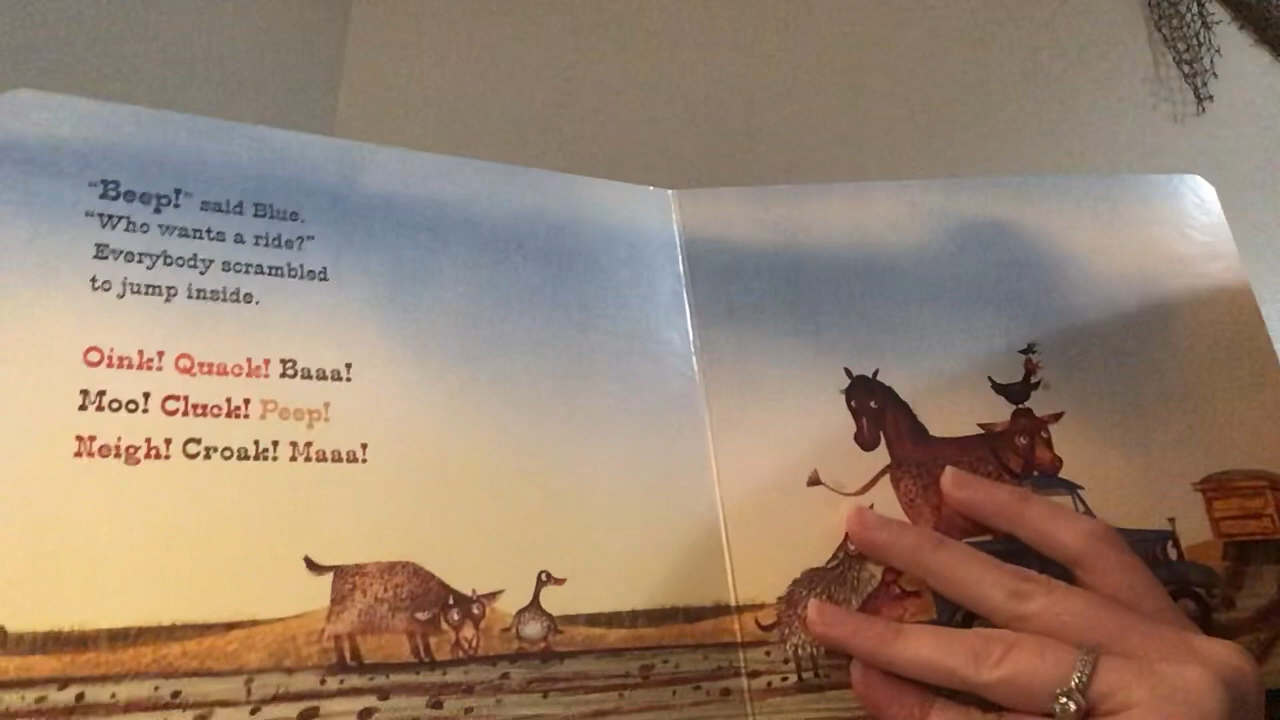 "Beep!" said Blue.
"Who wants a ride?"
Everybody scrambled
to jump inside.
Oink! Quack! Baaa!
Moo! Cluck! Peep!
Neigh! Croak! Maaa!